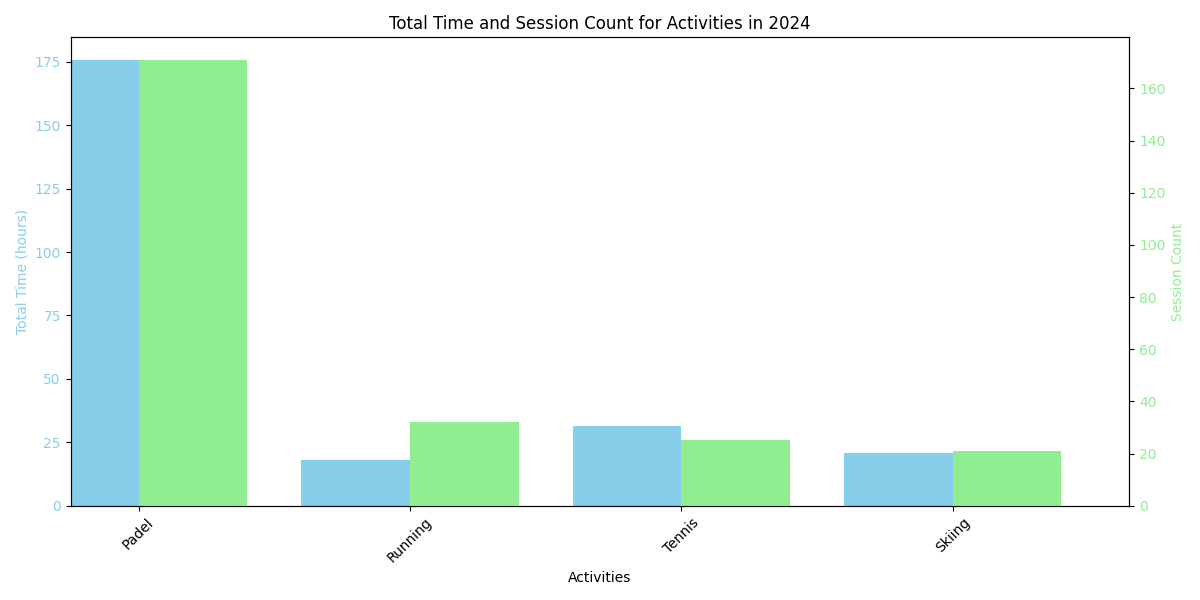 Total Time and Session Count for Activities in 2024
Total Time (hours)
175
150
125
100
75
50
25
0
160
140
120
100
80
60
40
20
0
Session Count
Padel
Running
Tennis
Skiing
Activities